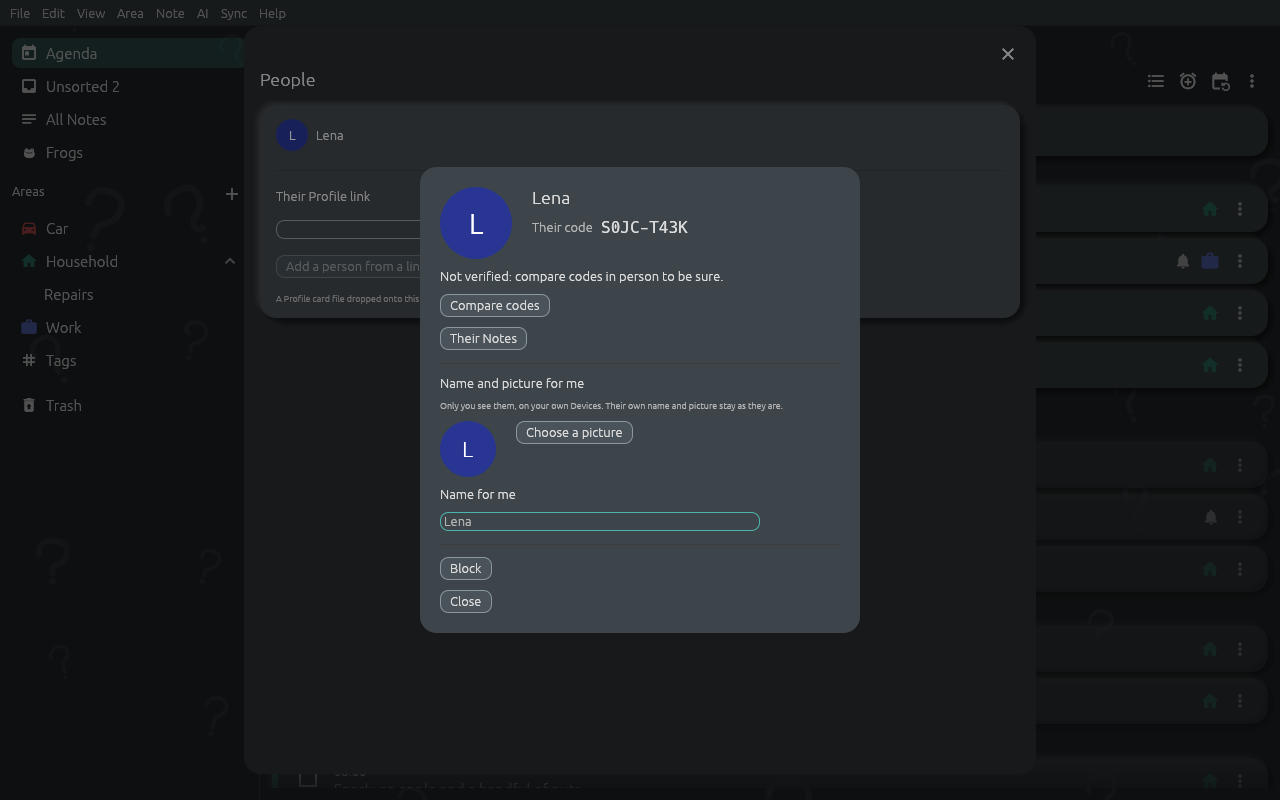 File Edit View Area Note AI Sync Help
Agenda
Unsorted 2
All Notes
Frogs
Areas
Car
Household
Repairs
Work
Tags
Trash
People
L Lena
Their Profile link
Add a person from a lin
A Profile card file dropped onto this
L
Lena
Their code S0JC-T43K
Not verified: compare codes in person to be sure.
Compare codes
Their Notes
Name and picture for me
Only you see them, on your own Devices. Their own name and picture stay as they are.
L
Choose a picture
Name for me
Lena
Block
Close